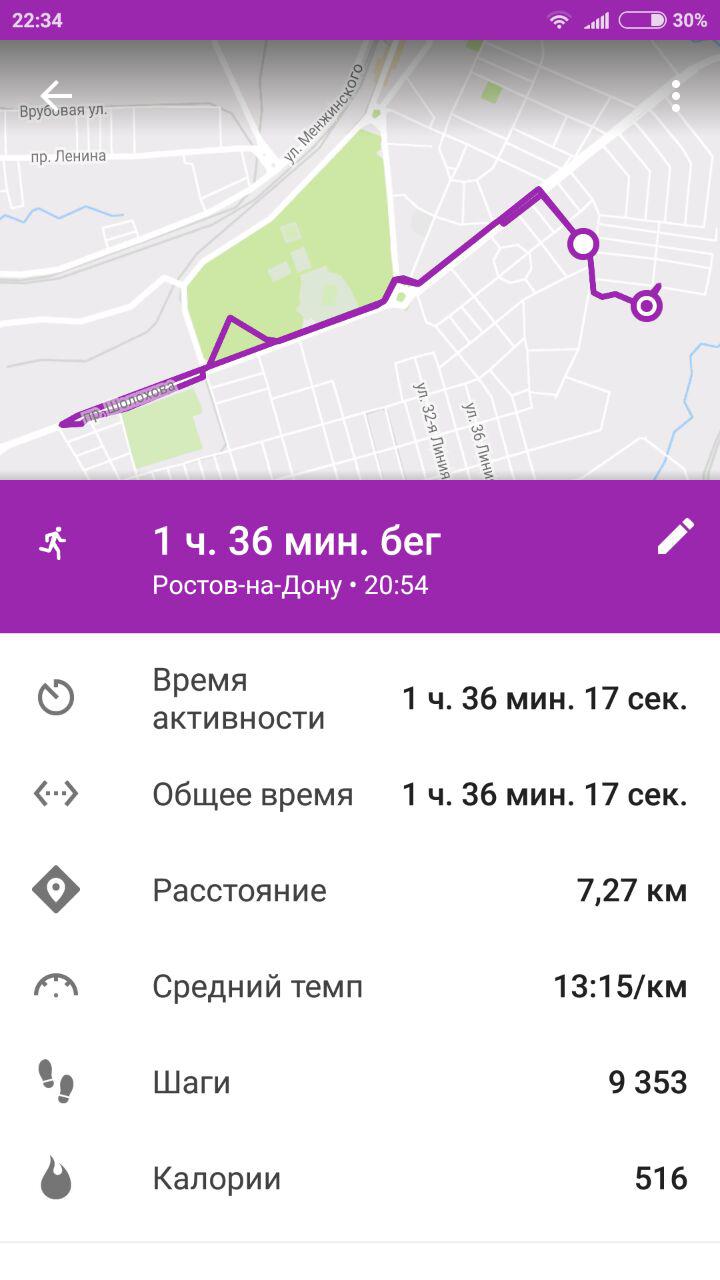 22:34
30%
Врубовая ул.
ул. Менжинского
пр. Ленина
пр. Шолохова
ул. 32-я Линия
ул. 36 Линия
1 ч. 36 мин. бег
Ростов-на-Дону • 20:54
Время активности
1 ч. 36 мин. 17 сек.
Общее время 1 ч. 36 мин. 17 сек.
Расстояние 7,27 км
Средний темп 13:15/км
Шаги 9 353
Калории 516